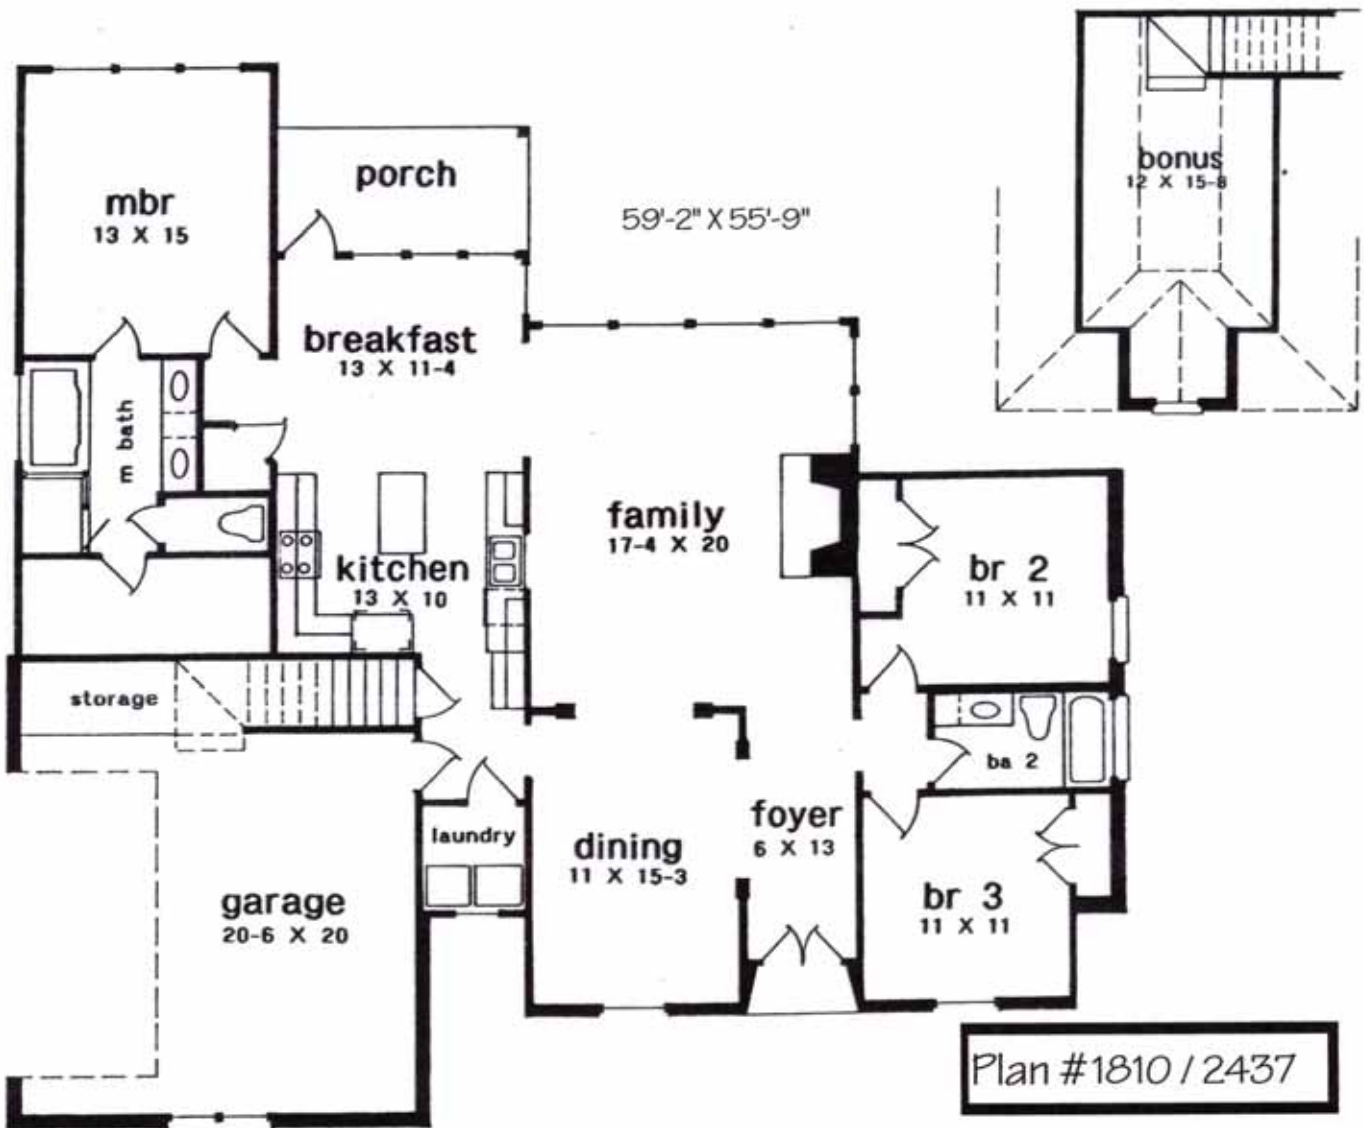 mbr
13 X 15
porch
59'-2" X 55'-9"
bonus
12 X 15-8
breakfast
13 X 11-4
m bath
family
17-4 X 20
kitchen
13 X 10
br 2
11 X 11
storage
ba 2
foyer
6 X 13
laundry
dining
11 X 15-3
garage
20-6 X 20
br 3
11 X 11
Plan #1810 / 2437